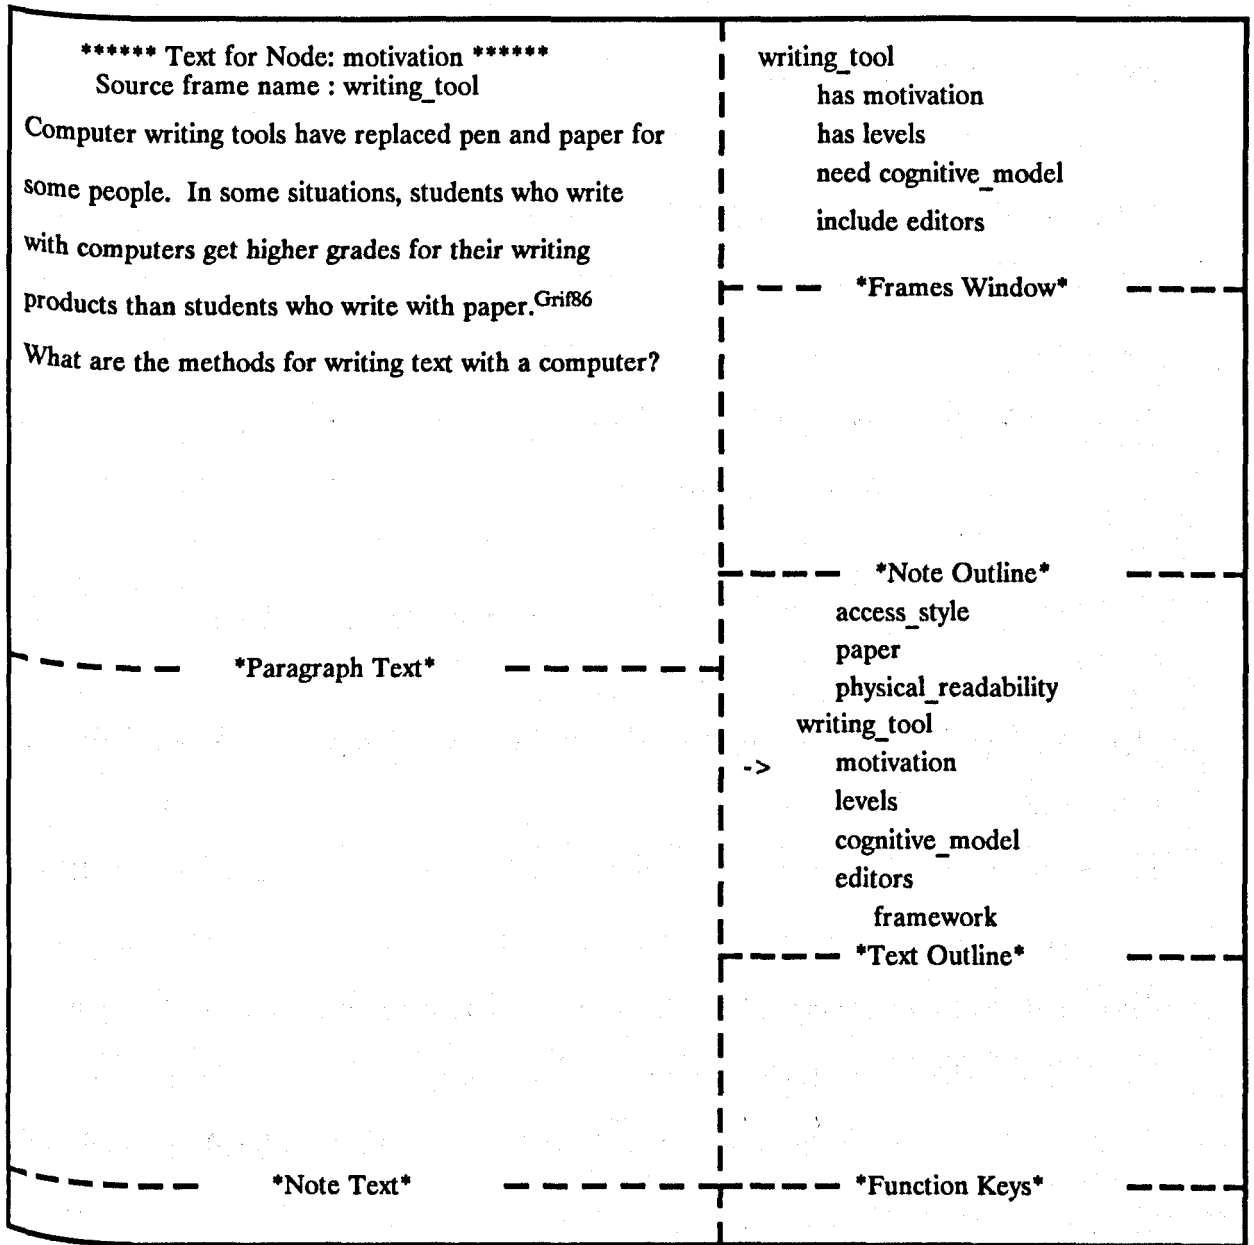 ****** Text for Node: motivation ******
Source frame name : writing_tool
Computer writing tools have replaced pen and paper for
some people. In some situations, students who write
with computers get higher grades for their writing
products than students who write with paper.Grif86
What are the methods for writing text with a computer?
*Paragraph Text*
*Note Text*
writing_tool
has motivation
has levels
need cognitive_model
include editors
*Frames Window*
*Note Outline*
access_style
paper
physical_readability
writing_tool
-> motivation
levels
cognitive_model
editors
framework
*Text Outline*
*Function Keys*